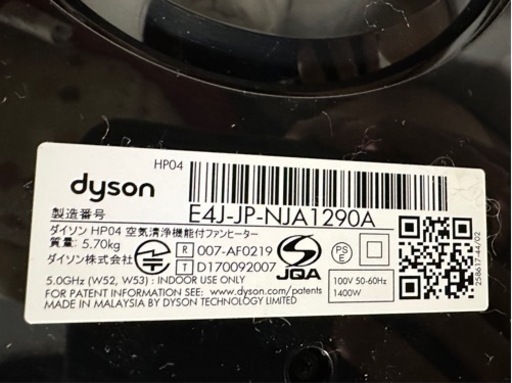 HP04
dyson
製造番号 E4J-JP-NJA1290A
ダイソン HP04 空気清浄機能付ファンヒーター
質量: 5.70kg
ダイソン株式会社
R 007-AF0219
T D170092007
JQA
PS
E
100V 50-60Hz
1400W
5.0GHz (W52, W53) : INDOOR USE ONLY
FOR PATENT INFORMATION SEE: www.dyson.com/patents
MADE IN MALAYSIA BY DYSON TECHNOLOGY LIMITED
258617-44/02